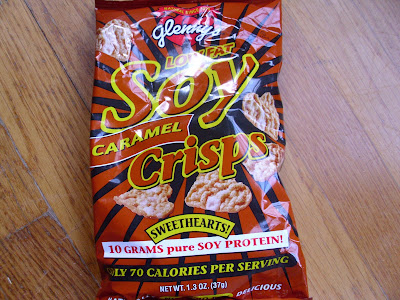 Glenny's
LOW FAT
Soy
CARAMEL
Crisps
SWEETHEARTS!
10 GRAMS pure SOY PROTEIN!
ONLY 70 CALORIES PER SERVING
NET WT. 1.3 OZ. (37g)
DELICIOUS